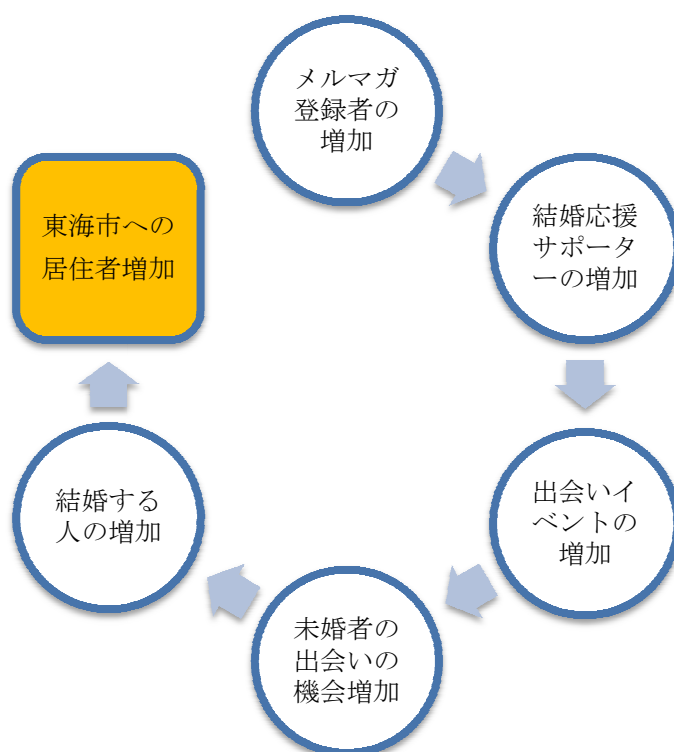 メルマガ
登録者の
増加
結婚応援
サポータ
ーの増加
出会いイ
ベントの
増加
未婚者の
出会いの
機会増加
結婚する
人の増加
東海市への
居住者増加